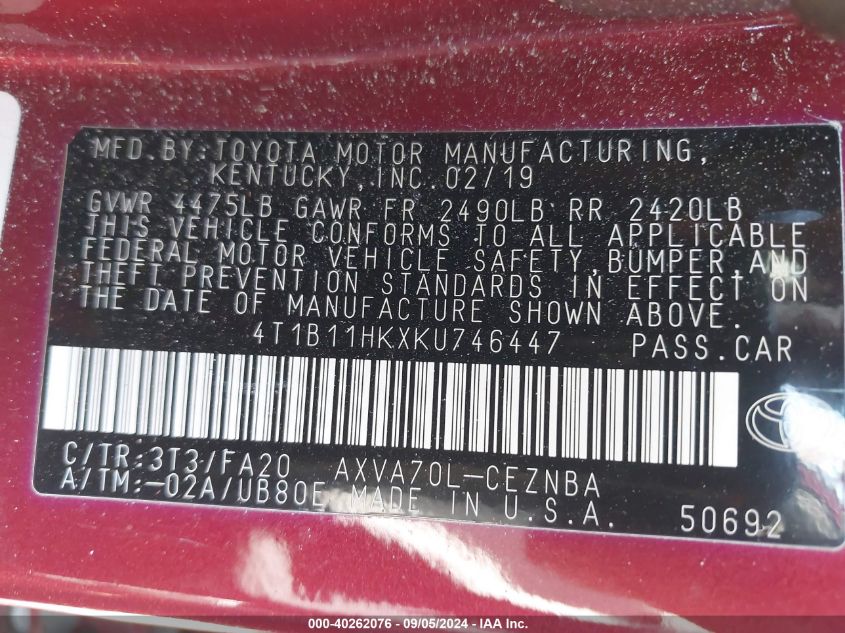 MFD.BY:TOYOTA MOTOR MANUFACTURING,
KENTUCKY,INC.02/19
GVWR 4475LB GAWR FR 2490LB RR 2420LB
THIS VEHICLE CONFORMS TO ALL APPLICABLE
FEDERAL MOTOR VEHICLE SAFETY,BUMPER,AND
THEFT PREVENTION STANDARDS IN EFFECT ON
THE DATE OF MANUFACTURE SHOWN ABOVE.
4T1B11HKXKU746447 PASS.CAR
C/TR:3T3/FA20 AXVA70L-CEZNBA
A/TM:-02A/UB80E MADE IN U.S.A. 50692
000-40262076 - 09/05/2024 - IAA Inc.